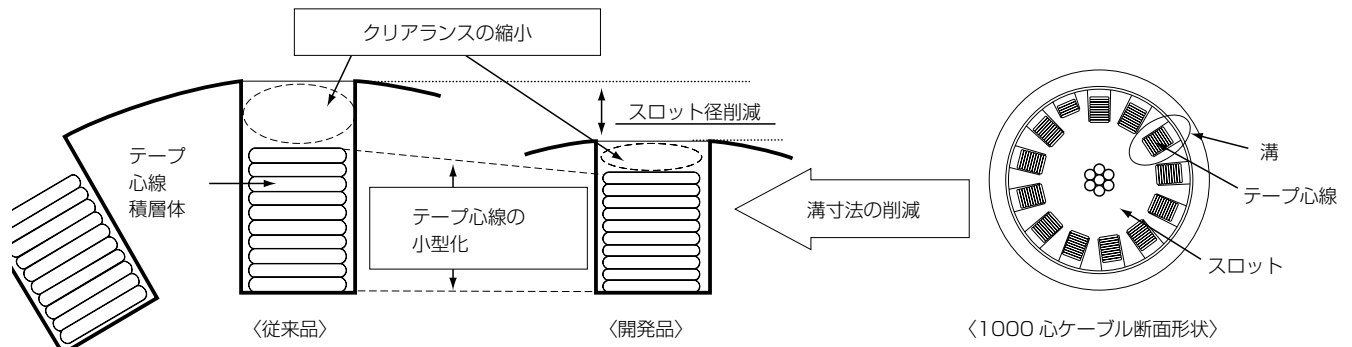 クリアランスの縮小
スロット径削減
テープ
心線
積層体
テープ心線の
小型化
溝寸法の削減
溝
テープ心線
スロット
〈従来品〉
〈開発品〉
〈1000 心ケーブル断面形状〉